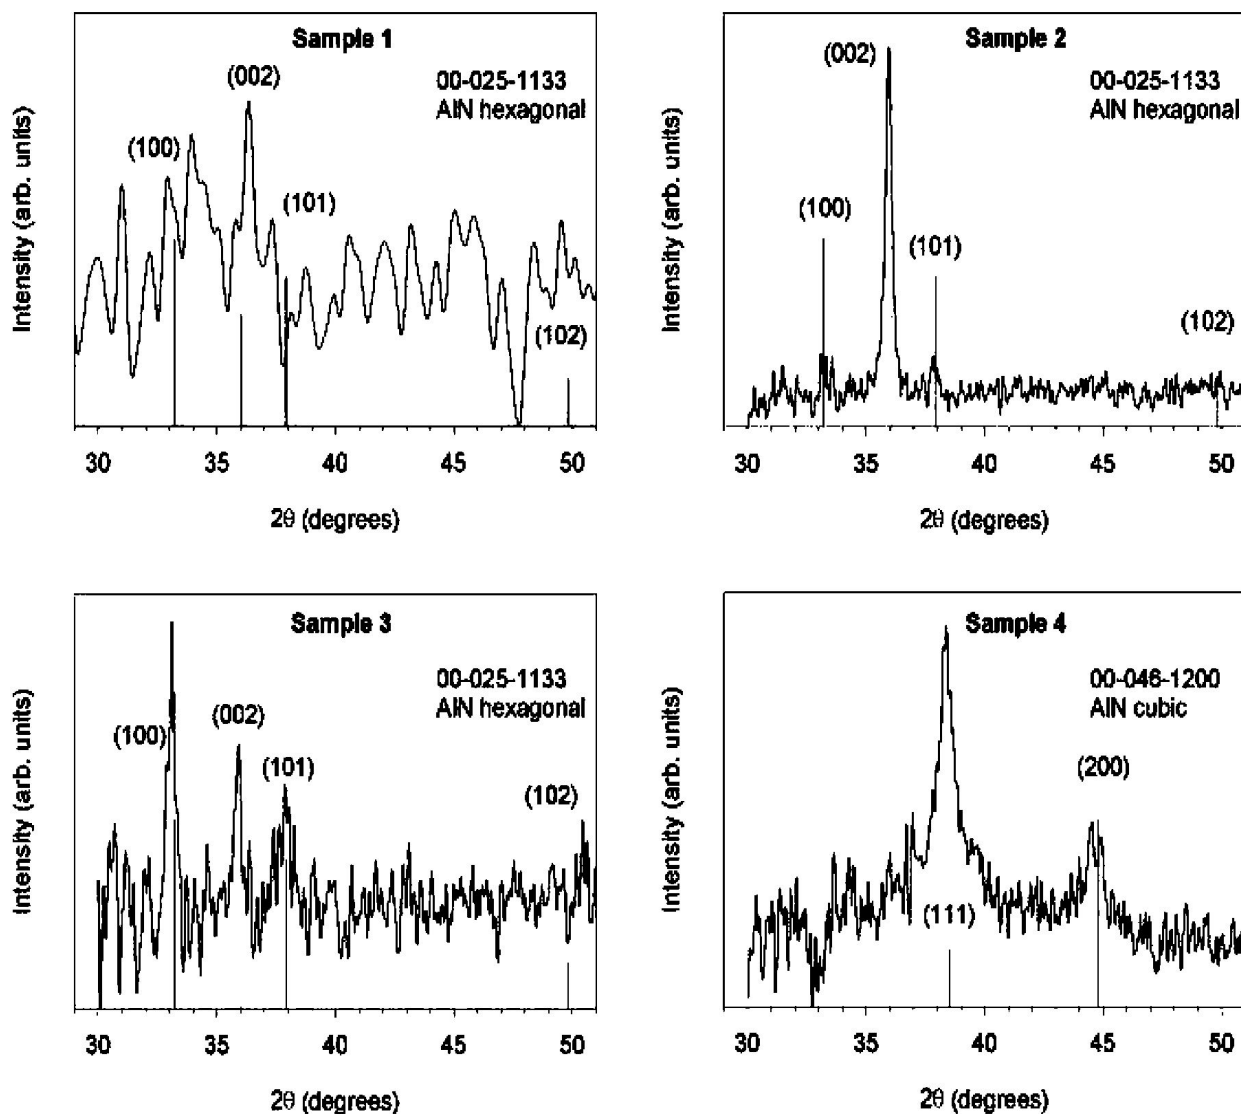 Sample 1
(002)
00-025-1133
AlN hexagonal
(100)
(101)
(102)
Intensity (arb. units)
30 35 40 45 50
2θ (degrees)
Sample 2
(002)
00-025-1133
AlN hexagonal
(100)
(101)
(102)
Intensity (arb. units)
30 35 40 45 50
2θ (degrees)
Sample 3
00-025-1133
AlN hexagonal
(100)
(002)
(101)
(102)
Intensity (arb. units)
30 35 40 45 50
2θ (degrees)
Sample 4
00-046-1200
AlN cubic
(200)
(111)
Intensity (arb. units)
30 35 40 45 50
2θ (degrees)